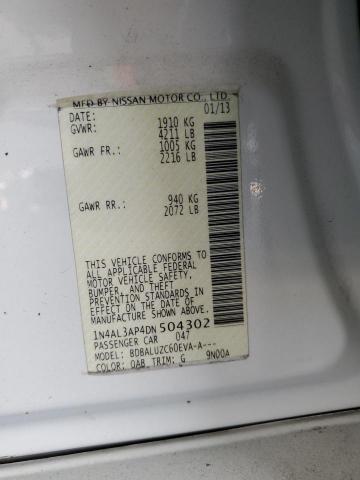 MFD BY NISSAN MOTOR CO., LTD.
DATE: 01/13
GVWR: 1910 KG
4211 LB
GAWR FR.: 1005 KG
2216 LB
GAWR RR.: 940 KG
2072 LB
THIS VEHICLE CONFORMS TO
ALL APPLICABLE FEDERAL
MOTOR VEHICLE SAFETY,
BUMPER, AND THEFT
PREVENTION STANDARDS IN
EFFECT ON THE DATE OF
MANUFACTURE SHOWN ABOVE.
1N4AL3AP4DN504302
PASSENGER CAR 047
MODEL: BDBALUZC60EVA-A---
COLOR: QAB TRIM: G 9N00A